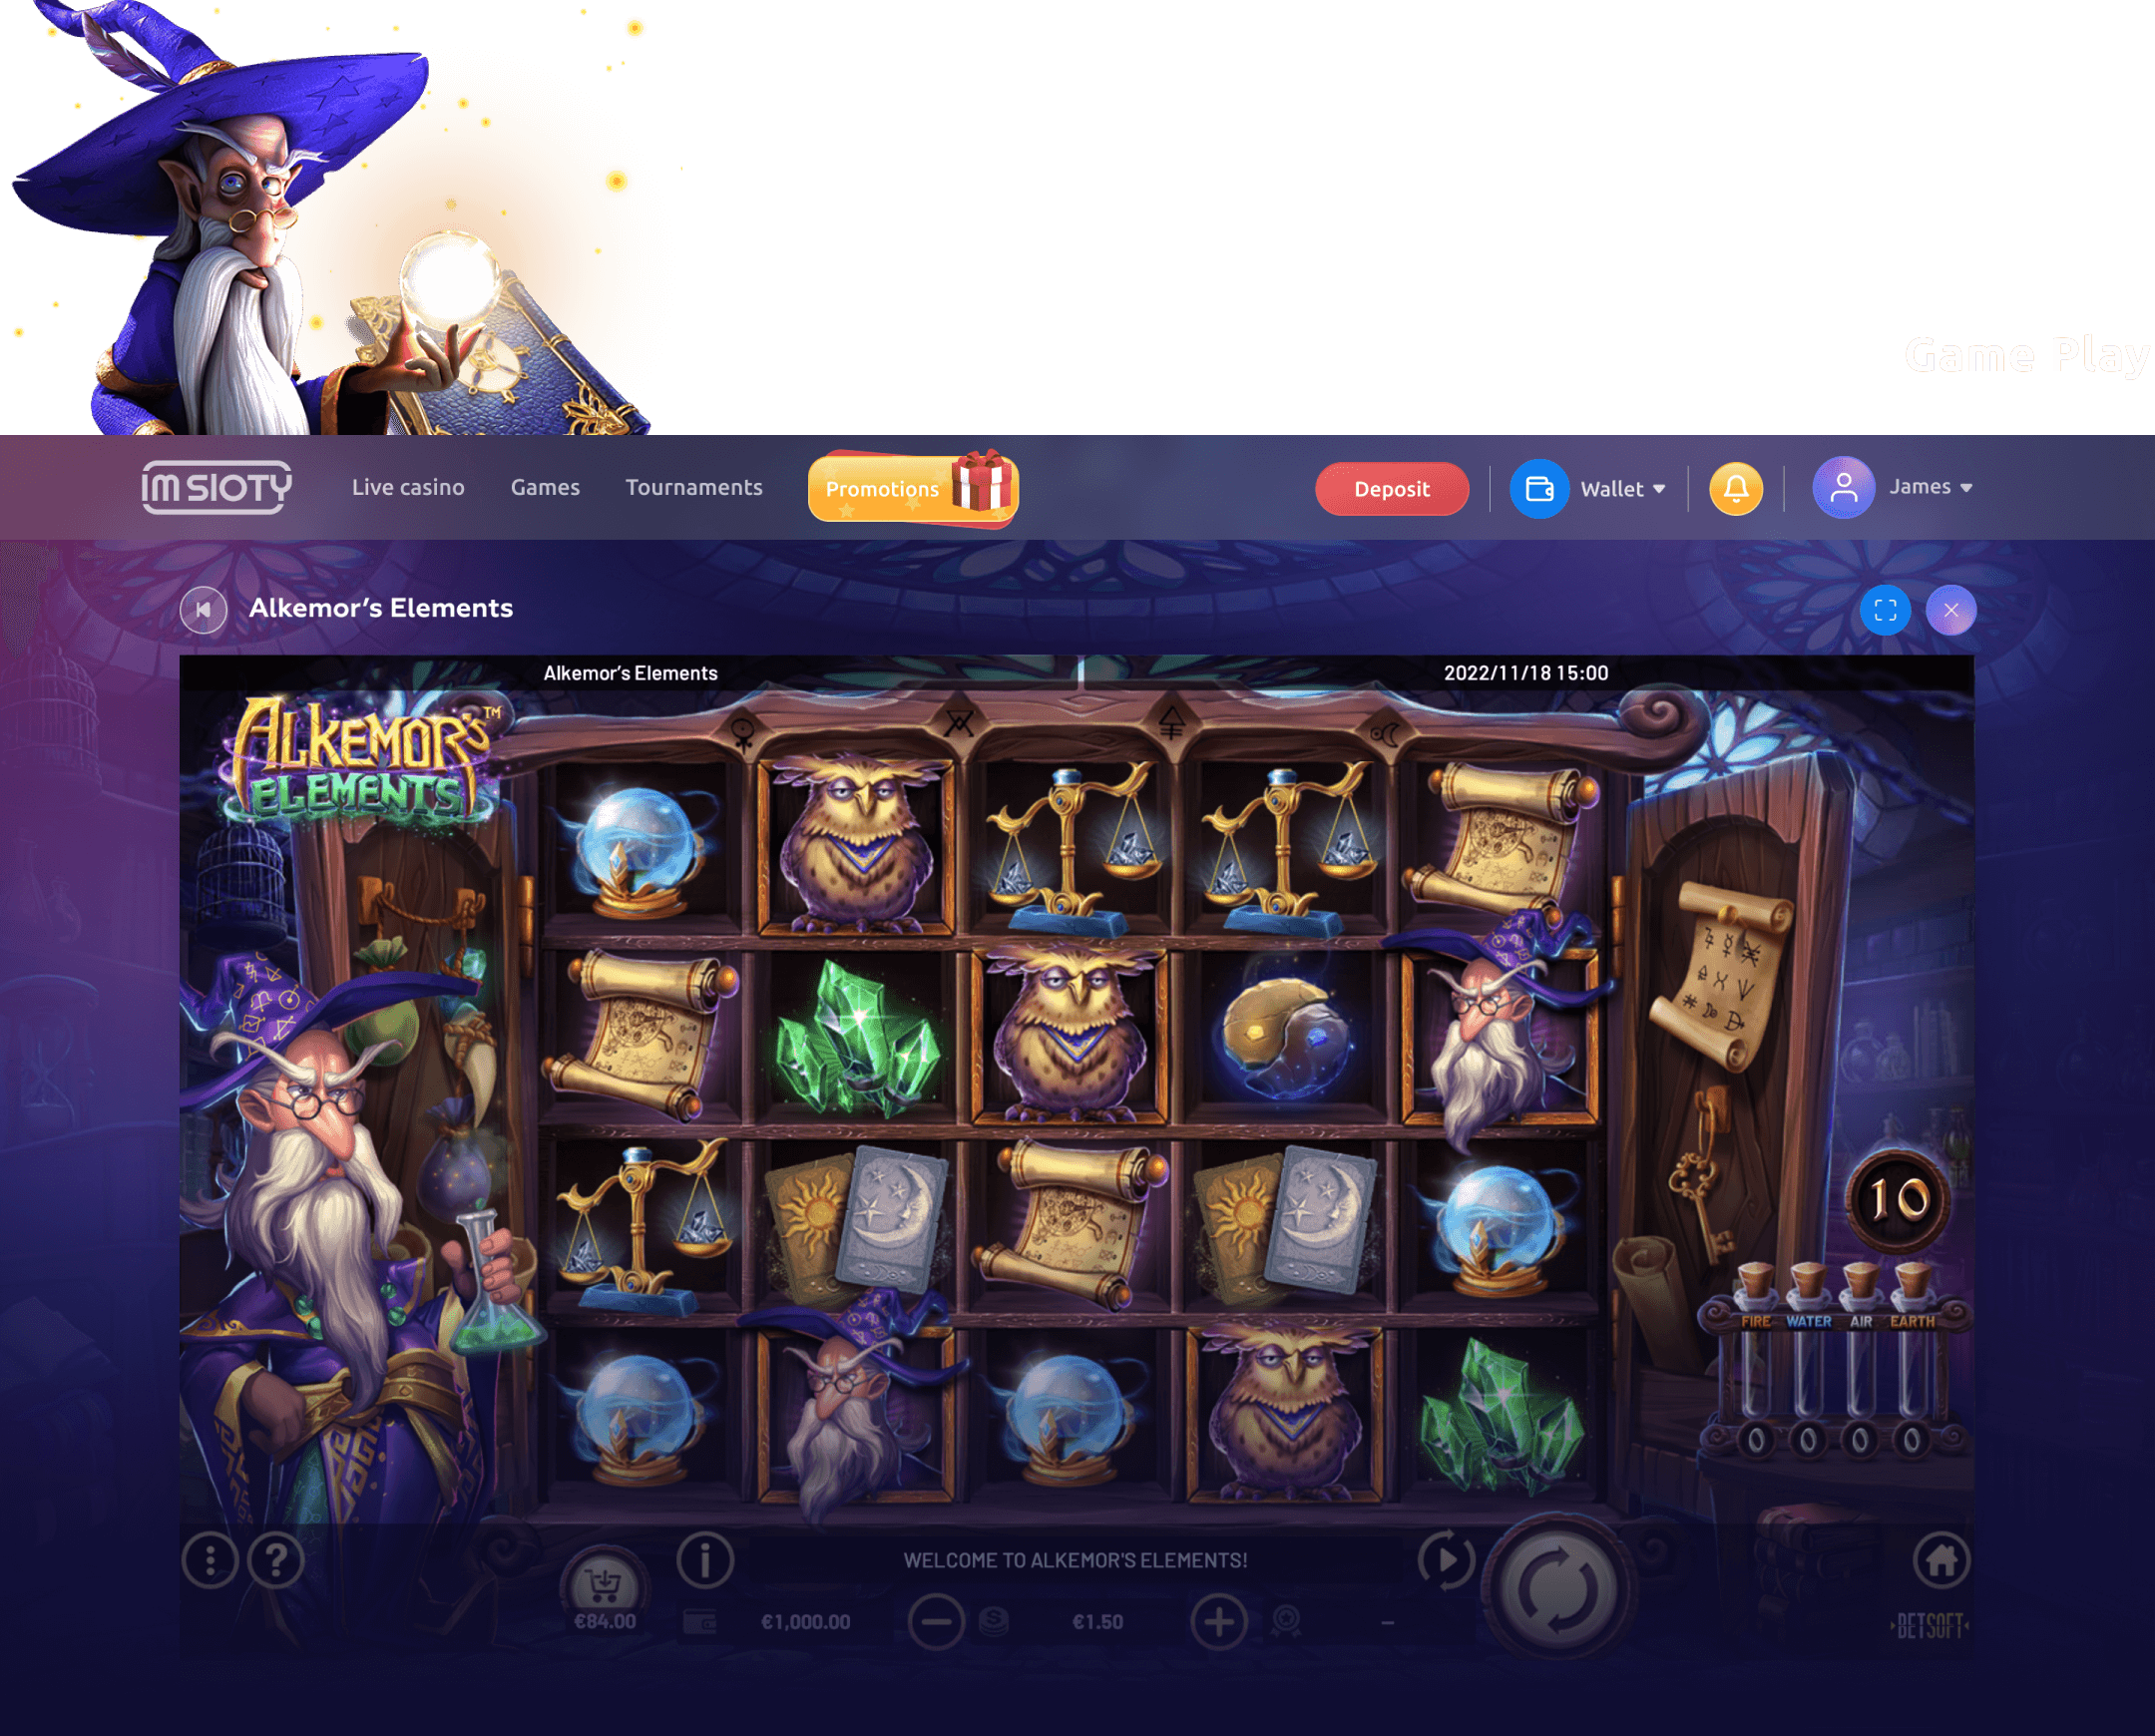 Game Play
IM SlOTY
Live casino
Games
Tournaments
Promotions
Deposit
Wallet
James
Alkemor’s Elements
Alkemor’s Elements
2022/11/18 15:00
ALKEMOR'S™
ELEMENTS
10
FIRE WATER AIR EARTH
0 0 0 0
WELCOME TO ALKEMOR'S ELEMENTS!
€84.00
€1,000.00
€1.50
–
BETSOFT